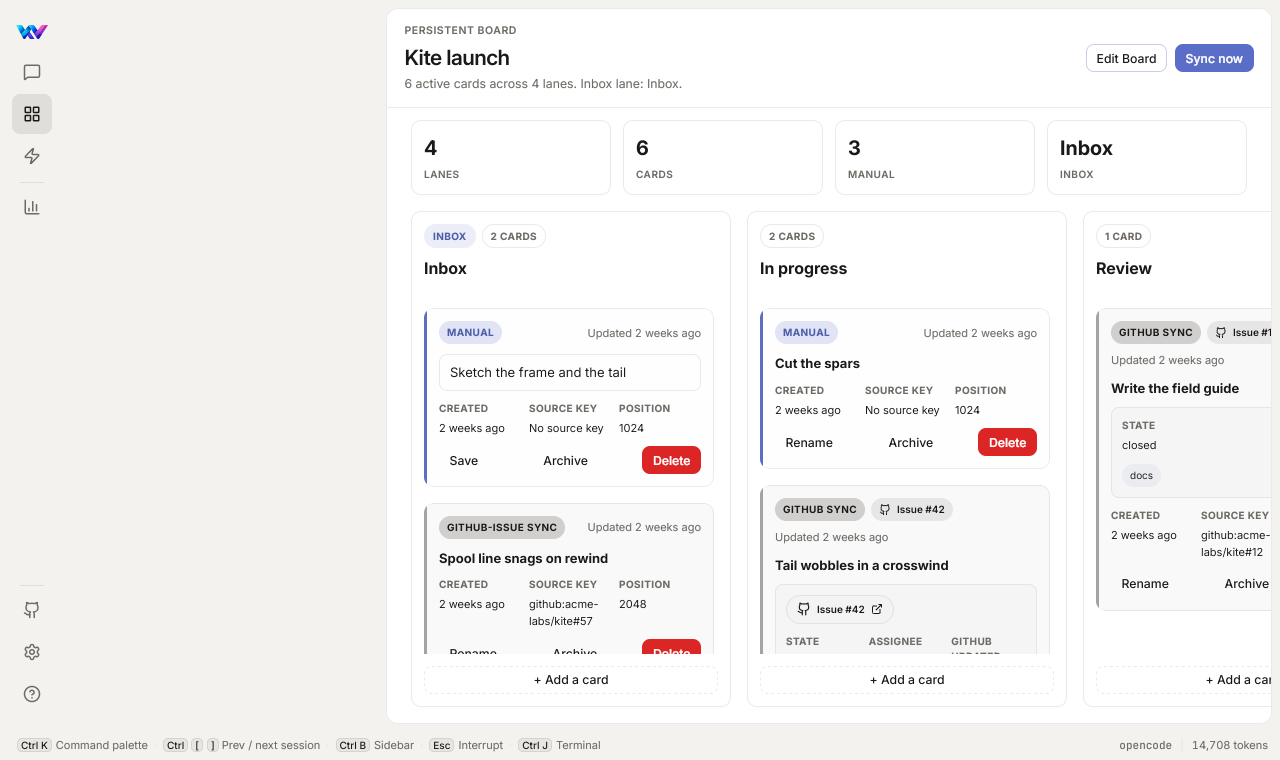 PERSISTENT BOARD
Kite launch
6 active cards across 4 lanes. Inbox lane: Inbox.
Edit Board
Sync now
4
LANES
6
CARDS
3
MANUAL
Inbox
INBOX
INBOX 2 CARDS
Inbox
MANUAL Updated 2 weeks ago
Sketch the frame and the tail
CREATED SOURCE KEY POSITION
2 weeks ago No source key 1024
Save Archive Delete
GITHUB-ISSUE SYNC Updated 2 weeks ago
Spool line snags on rewind
CREATED SOURCE KEY POSITION
2 weeks ago github:acme- 2048
labs/kite#57
Rename Archive Delete
+ Add a card
2 CARDS
In progress
MANUAL Updated 2 weeks ago
Cut the spars
CREATED SOURCE KEY POSITION
2 weeks ago No source key 1024
Rename Archive Delete
GITHUB SYNC Issue #42
Updated 2 weeks ago
Tail wobbles in a crosswind
Issue #42
STATE ASSIGNEE GITHUB
UPDATED
+ Add a card
1 CARD
Review
GITHUB SYNC Issue #1
Updated 2 weeks ago
Write the field guide
STATE
closed
docs
CREATED SOURCE KEY
2 weeks ago github:acme-
labs/kite#12
Rename Archive
+ Add a car
Ctrl K Command palette Ctrl [ ] Prev / next session Ctrl B Sidebar Esc Interrupt Ctrl J Terminal
opencode 14,708 tokens